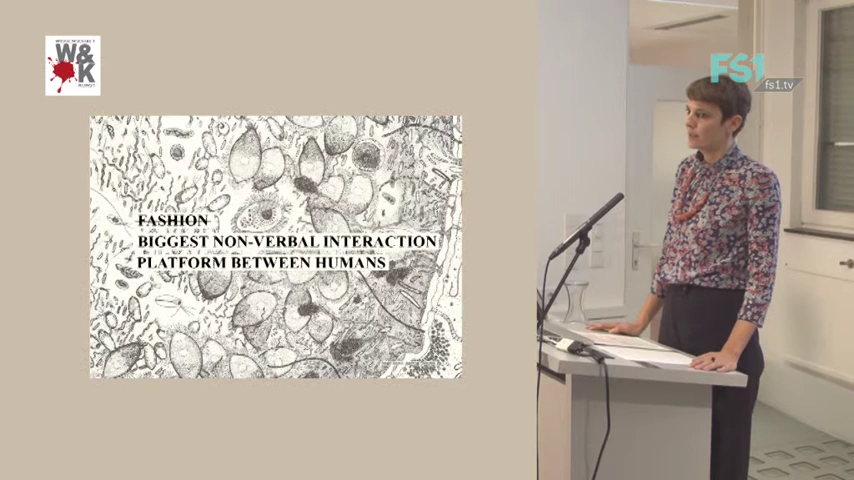 W&K
FS1
fs1.tv
FASHION
BIGGEST NON-VERBAL INTERACTION
PLATFORM BETWEEN HUMANS